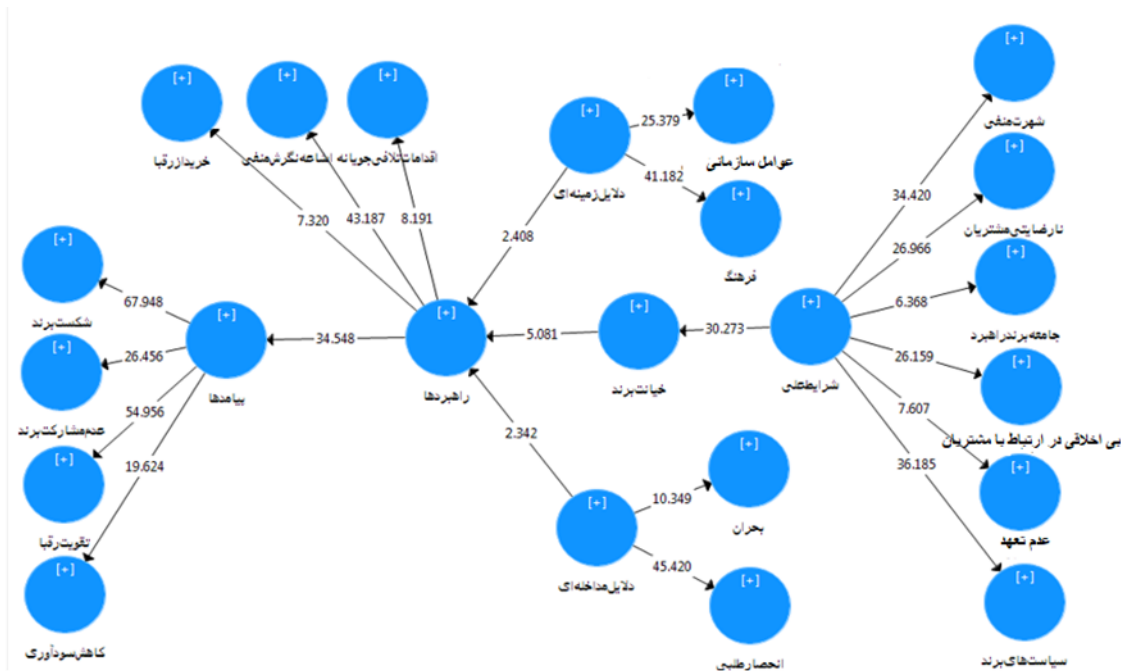 [+]
شهرت‌منفی
[+]
نارضایتی‌مشتریان
[+]
جامعه‌برندراهبرد
[+]
بی اخلاقی در ارتباط با مشتریان
[+]
عدم تعهد
[+]
سیاست‌های‌برند
34.420
26.966
6.368
26.159
7.607
36.185
[+]
شرایط‌علی
30.273
[+]
عوامل سازمانی
[+]
فرهنگ
25.379
41.182
[+]
دلایل‌زمینه‌ای
2.408
[+]
خیانت‌برند
5.081
[+]
بحران
[+]
انحصارطلبی
10.349
45.420
[+]
دلایل‌مداخله‌ای
2.342
[+]
اقدامات‌تلافی‌جویانه
[+]
اشاعه‌نگرش‌منفی
[+]
خریدازرقبا
8.191
43.187
7.320
[+]
راهبردها
34.548
[+]
پیامدها
67.948
26.456
54.956
19.624
[+]
شکست‌برند
[+]
عدم‌مشارکت‌برند
[+]
تقویت‌رقبا
[+]
کاهش‌سودآوری